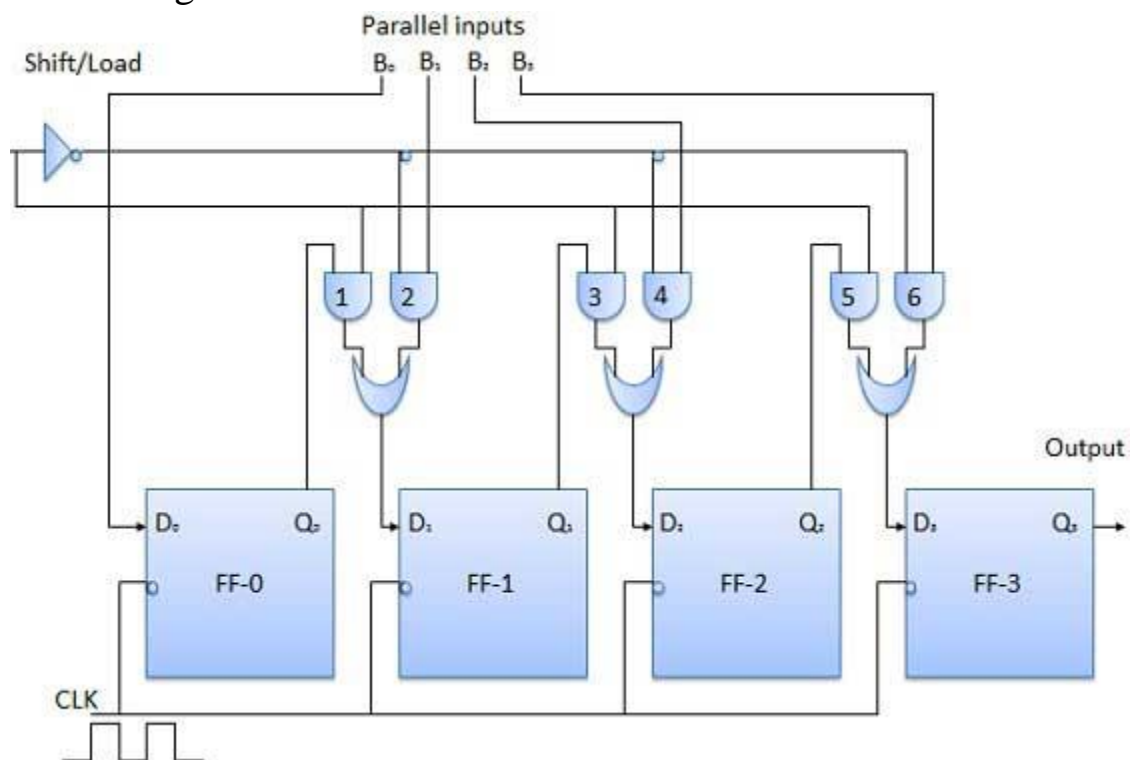 Parallel inputs
Shift/Load
B₀ B₁ B₂ B₃
1 2 3 4 5 6
Output
D₀ Q₀ D₁ Q₁ D₂ Q₂ D₃ Q₃
FF-0 FF-1 FF-2 FF-3
CLK